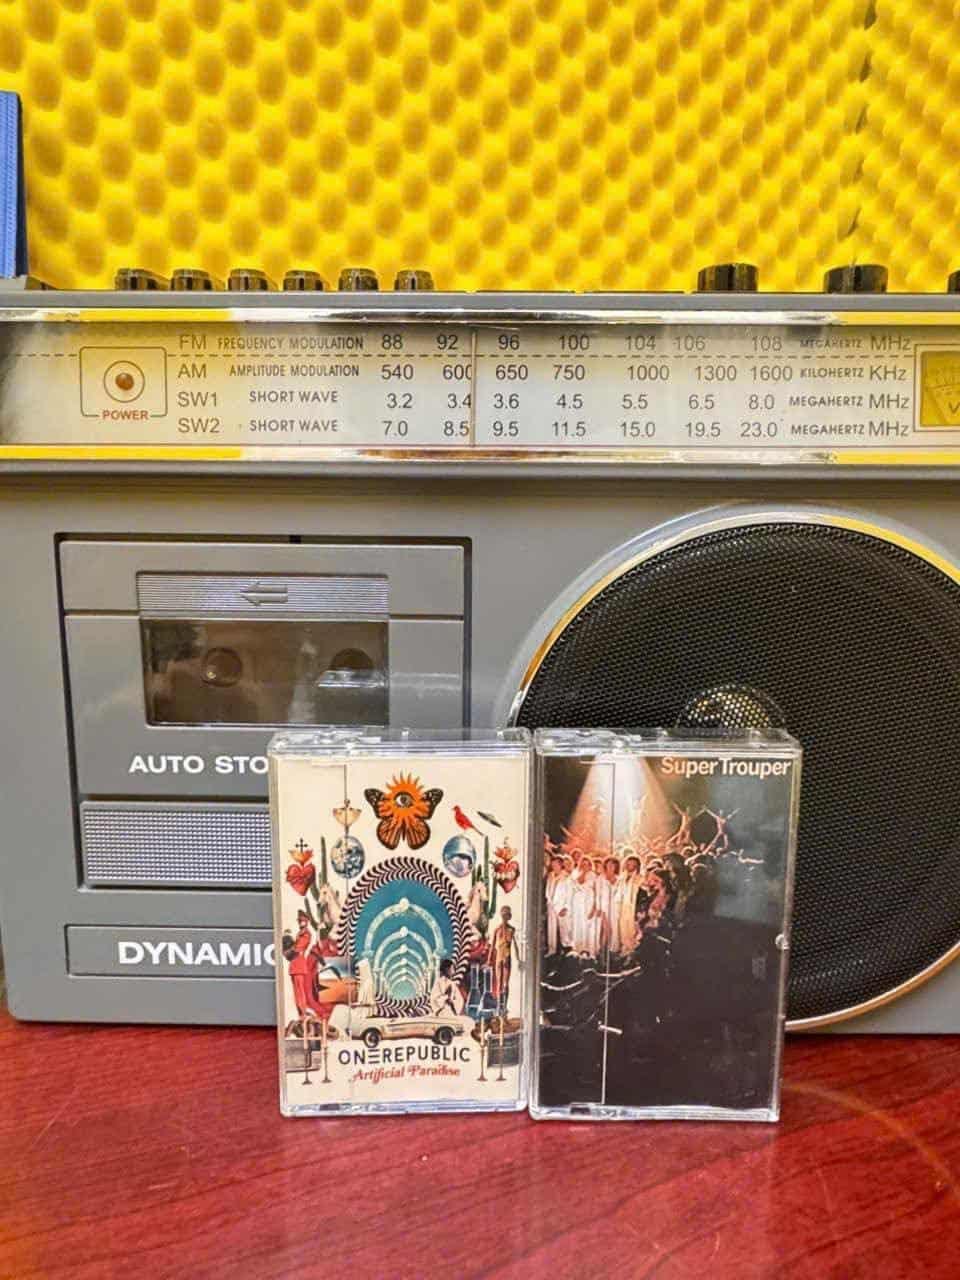 FM FREQUENCY MODULATION 88 92 96 100 104 106 108 MEGAHERTZ MHz
AM AMPLITUDE MODULATION 540 600 650 750 1000 1300 1600 KILOHERTZ KHz
SW1 SHORT WAVE 3.2 3.4 3.6 4.5 5.5 6.5 8.0 MEGAHERTZ MHz
SW2 SHORT WAVE 7.0 8.5 9.5 11.5 15.0 19.5 23.0 MEGAHERTZ MHz
POWER
AUTO STO
DYNAMIC
Super Trouper
ONEREPUBLIC
Artificial Paradise